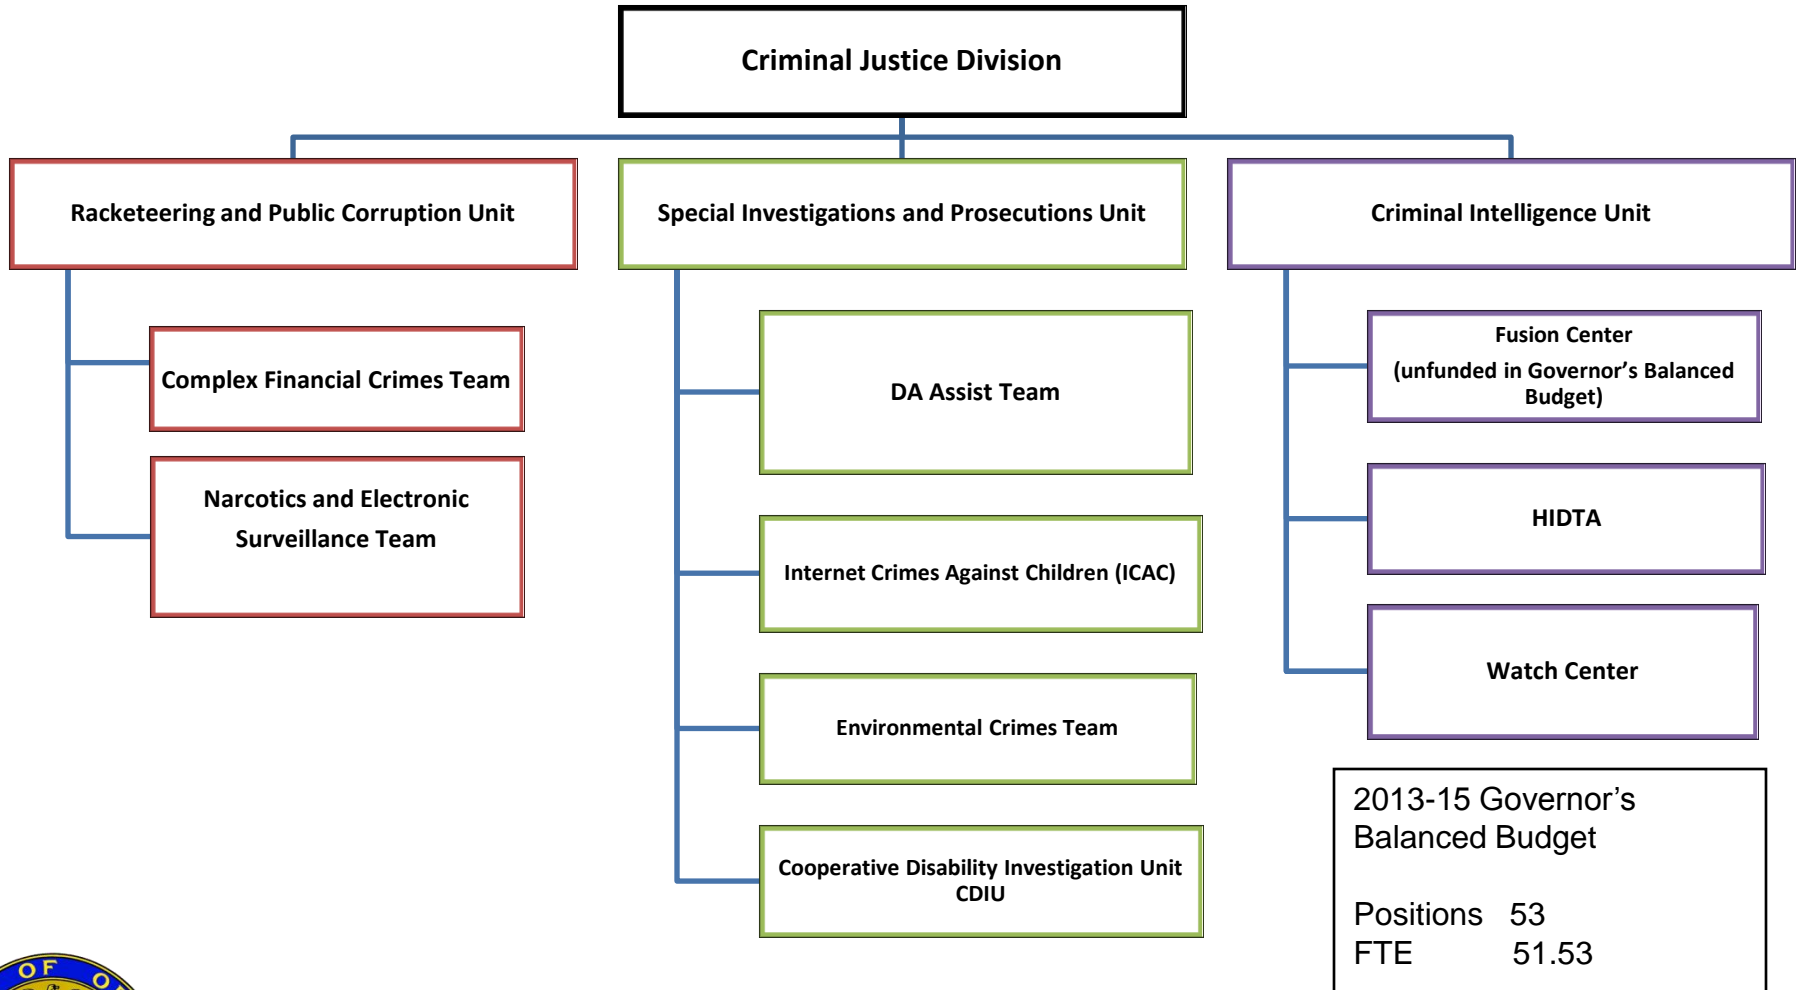 Criminal Justice Division
Racketeering and Public Corruption Unit
Special Investigations and Prosecutions Unit
Criminal Intelligence Unit
Complex Financial Crimes Team
Narcotics and Electronic
Surveillance Team
DA Assist Team
Internet Crimes Against Children (ICAC)
Environmental Crimes Team
Cooperative Disability Investigation Unit
CDIU
Fusion Center
(unfunded in Governor’s Balanced
Budget)
HIDTA
Watch Center
2013-15 Governor’s
Balanced Budget
Positions 53
FTE 51.53
OF O